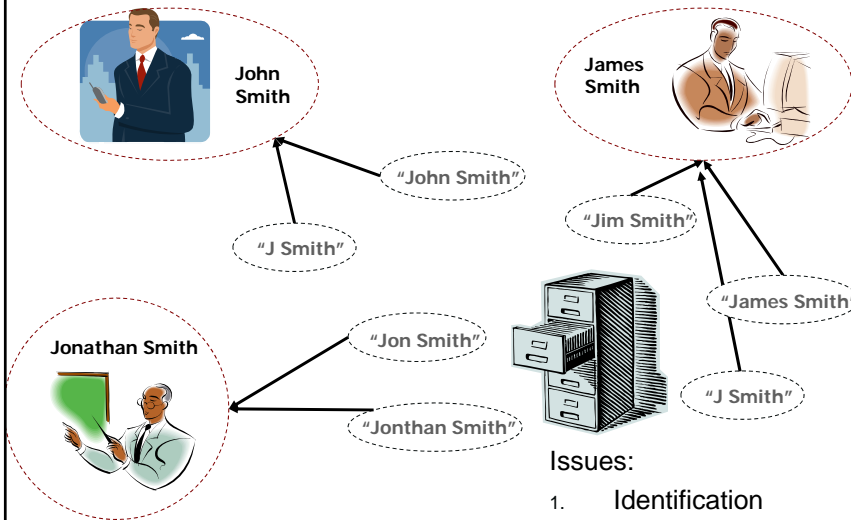 John
Smith
James
Smith
“John Smith”
“Jim Smith”
“J Smith”
“James Smith”
“Jon Smith”
Jonathan Smith
“J Smith”
“Jonthan Smith”
Issues:
1. Identification